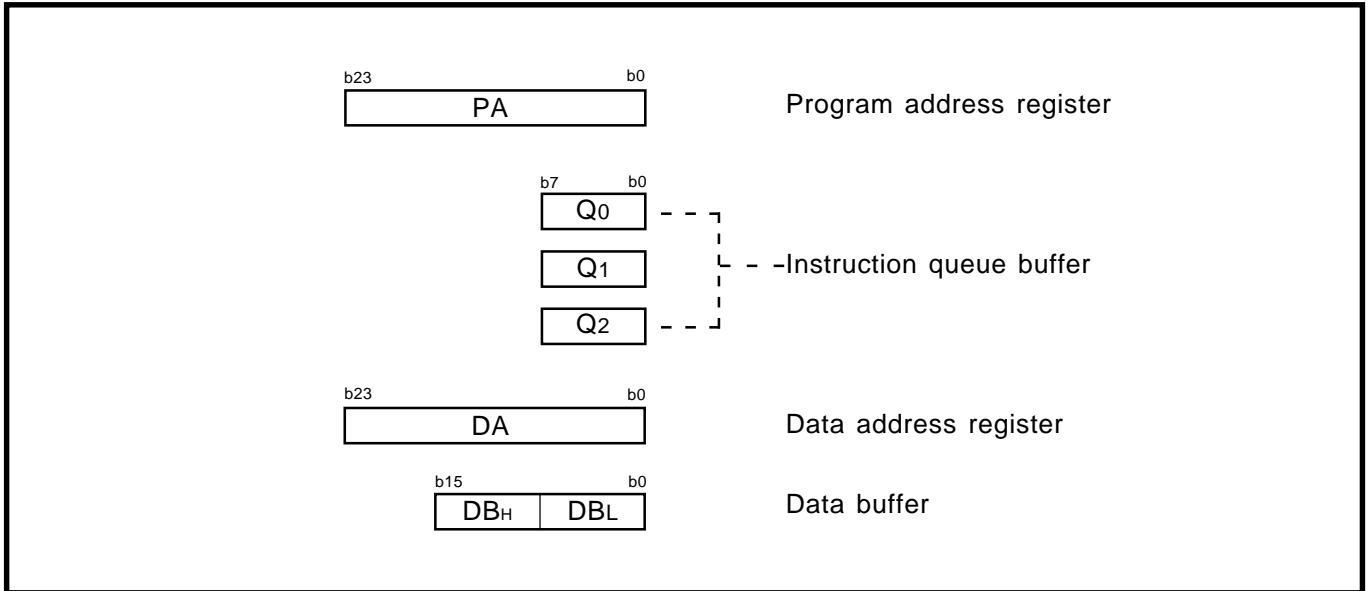 b23 b0
PA Program address register
b7 b0
Q0
Q1 Instruction queue buffer
Q2
b23 b0
DA Data address register
b15 b0
DBH DBL Data buffer